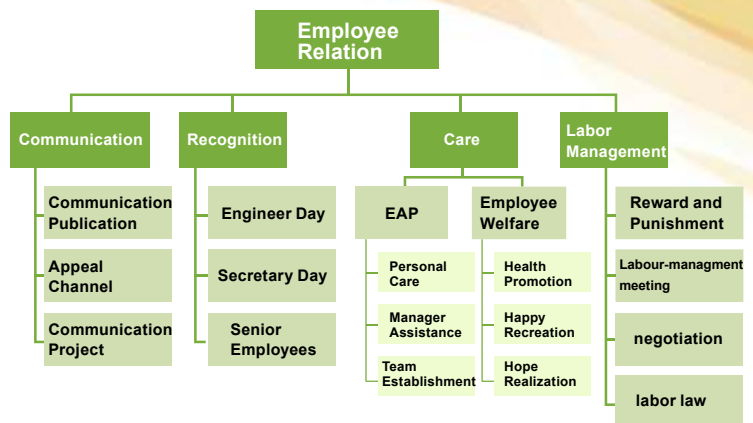 Employee
Relation
Communication
Recognition
Care
Labor
Management
Communication
Publication
Appeal
Channel
Communication
Project
Engineer Day
Secretary Day
Senior
Employees
EAP
Personal
Care
Manager
Assistance
Team
Establishment
Employee
Welfare
Health
Promotion
Happy
Recreation
Hope
Realization
Reward and
Punishment
Labour-managment
meeting
negotiation
labor law